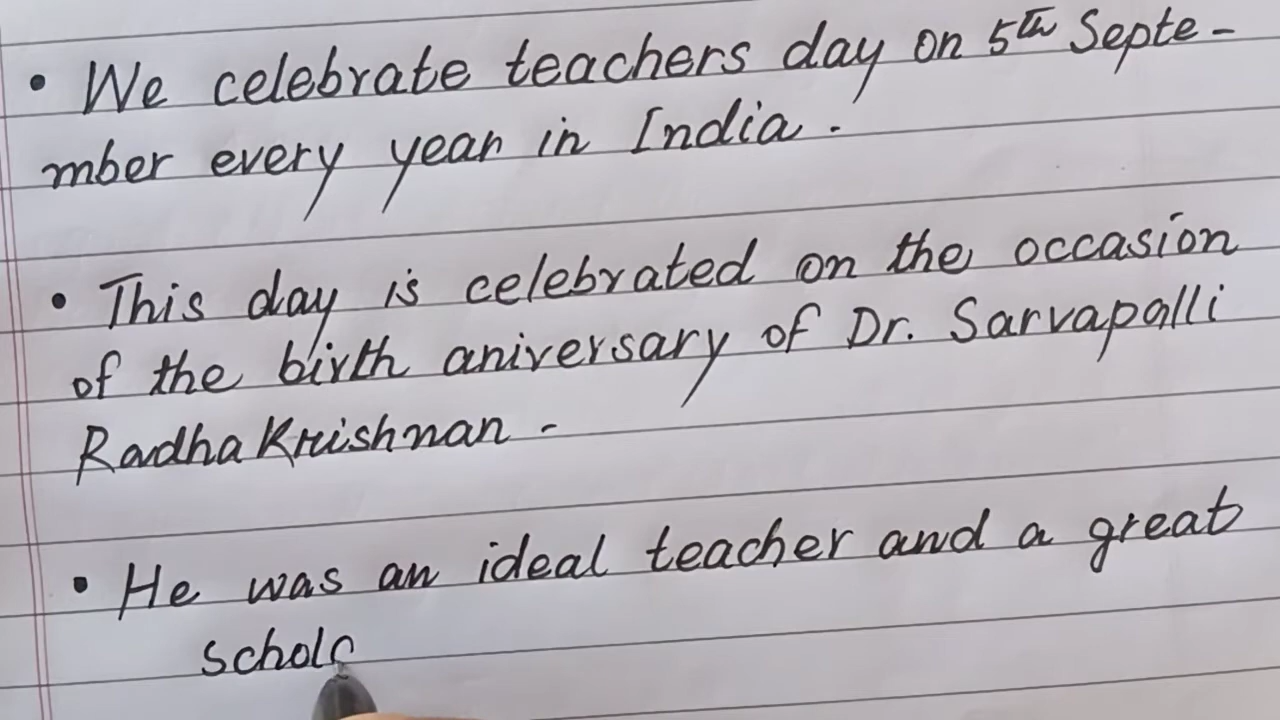 • We celebrate teachers day on 5th Septe-
mber every year in India.
• This day is celebrated on the occasion
of the birth aniversary of Dr. Sarvapalli
RadhaKrishnan -
• He was an ideal teacher and a great
schola